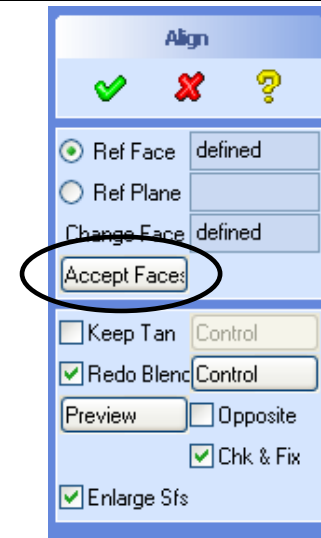 Align
Ref Face defined
Ref Plane
Change Face defined
Accept Faces
Keep Tan Control
Redo Blend Control
Preview Opposite
Chk & Fix
Enlarge Sfs